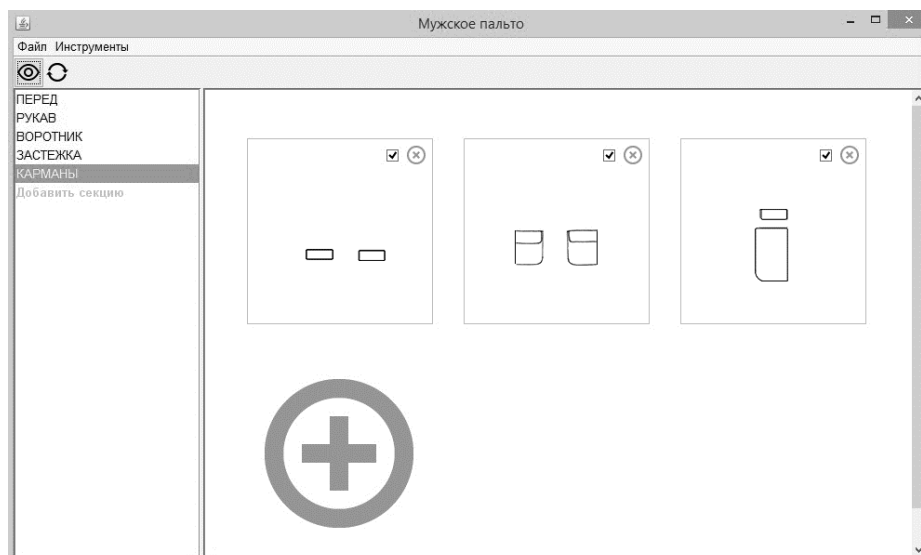 Мужское пальто
Файл Инструменты
ПЕРЕД
РУКАВ
ВОРОТНИК
ЗАСТЕЖКА
КАРМАНЫ
Добавить секцию